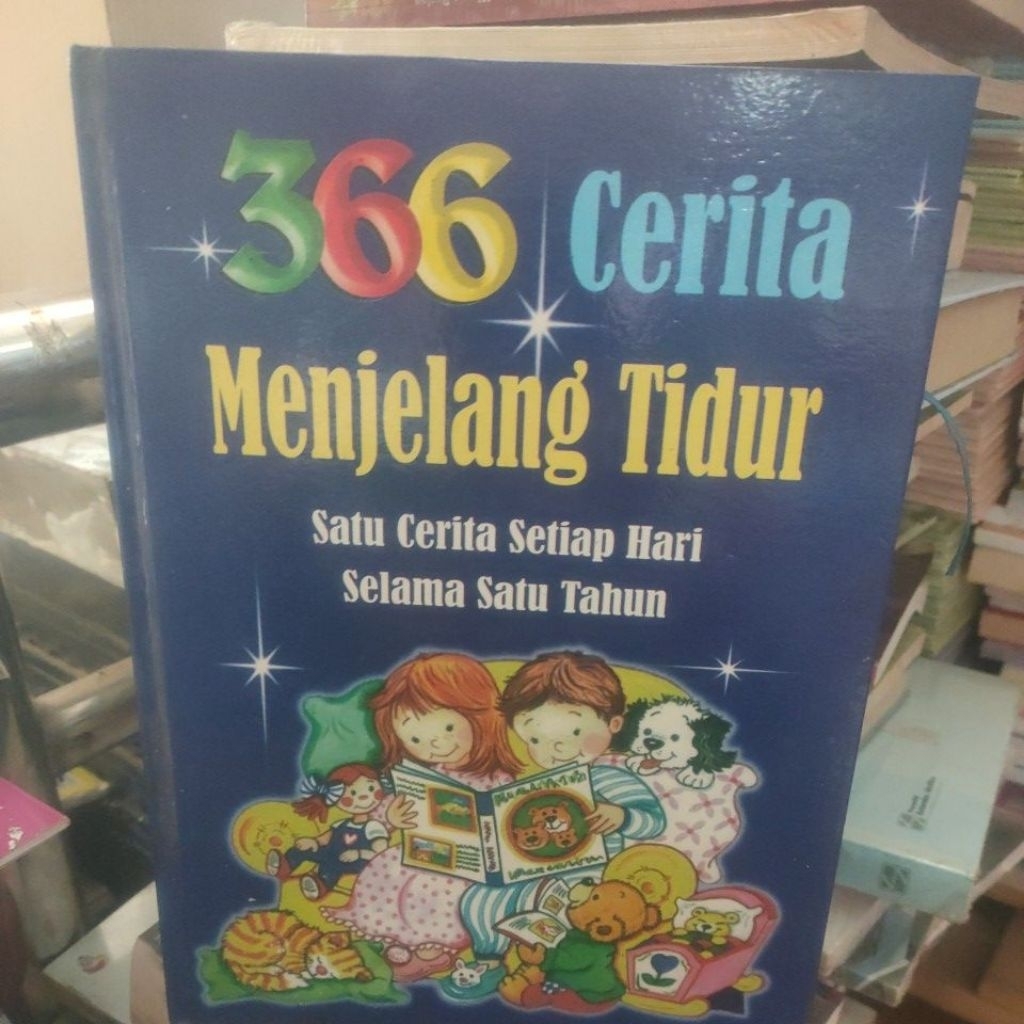 366 Cerita
Menjelang Tidur
Satu Cerita Setiap Hari
Selama Satu Tahun